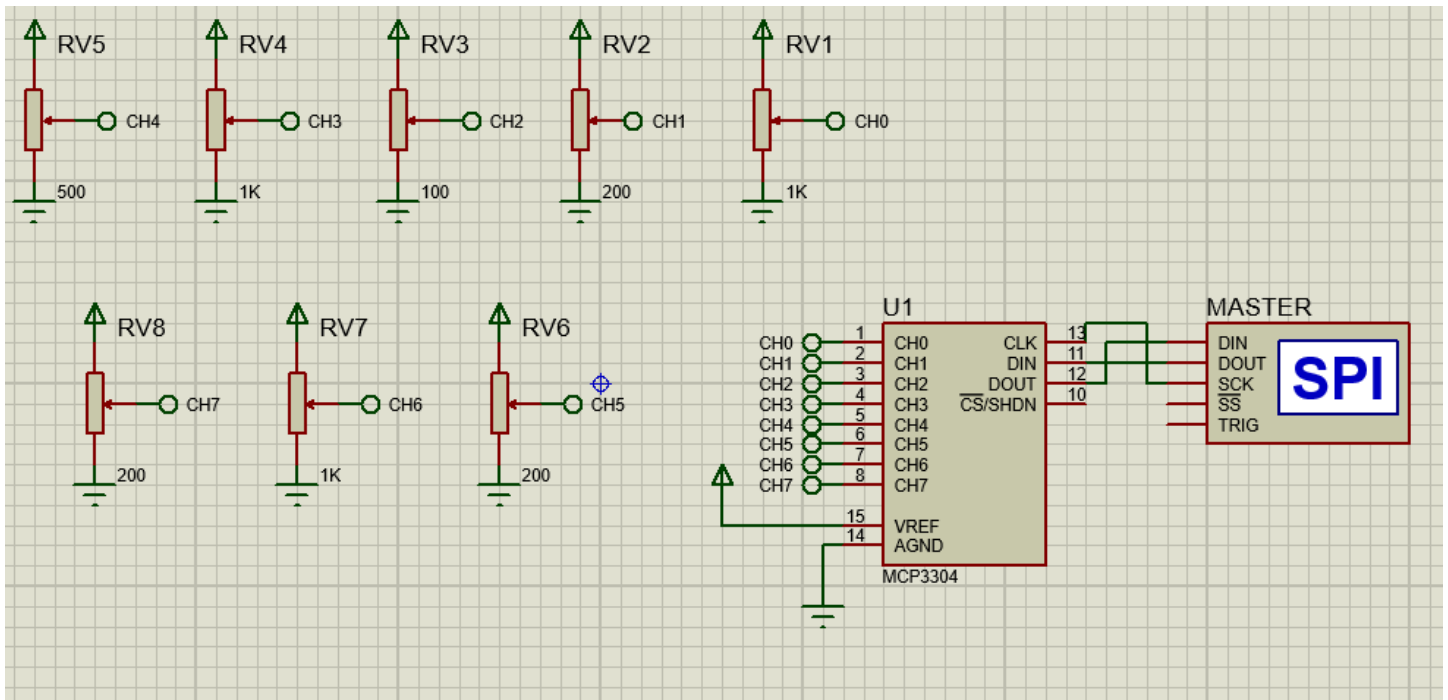 RV5 RV4 RV3 RV2 RV1
CH4 CH3 CH2 CH1 CH0
500 1K 100 200 1K
RV8 RV7 RV6
CH7 CH6 CH5
200 1K 200
U1
CH0 1 CH0 CLK 13
CH1 2 CH1 DIN 11
CH2 3 CH2 DOUT 12
CH3 4 CH3 CS/SHDN 10
CH4 5 CH4
CH5 6 CH5
CH6 7 CH6
CH7 8 CH7
15 VREF
14 AGND
MCP3304
MASTER
DIN
DOUT
SCK
SS
TRIG
SPI